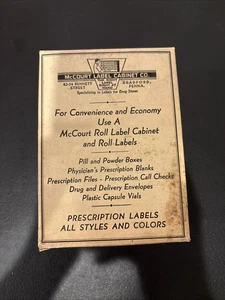 McCOURT LABEL CABINET CO.
BENNETT STREET
BRADFORD, PENNA.
Specializing in Labels for Drug Stores
For Convenience and Economy
Use A
McCourt Roll Label Cabinet
and Roll Labels
Pill and Powder Boxes
Physician's Prescription Blanks
Prescription Files - Prescription Call Checks
Drug and Delivery Envelopes
Plastic Capsule Vials
PRESCRIPTION LABELS
ALL STYLES AND COLORS